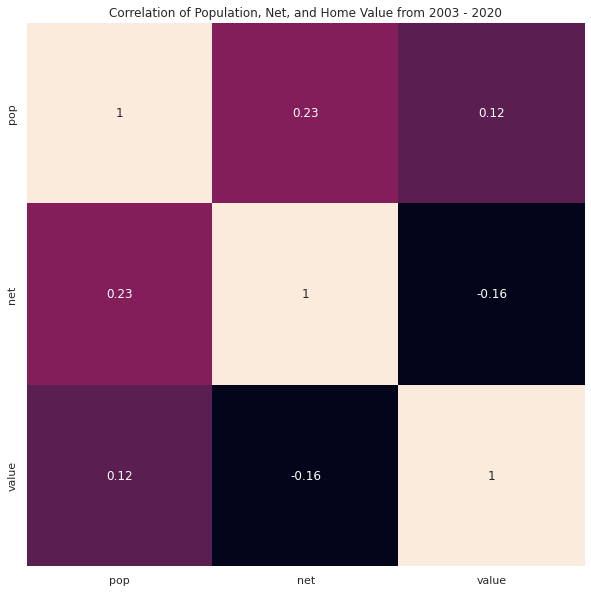 Correlation of Population, Net, and Home Value from 2003 - 2020
pop
1
0.23
0.12
net
0.23
1
-0.16
value
0.12
-0.16
1
pop
net
value